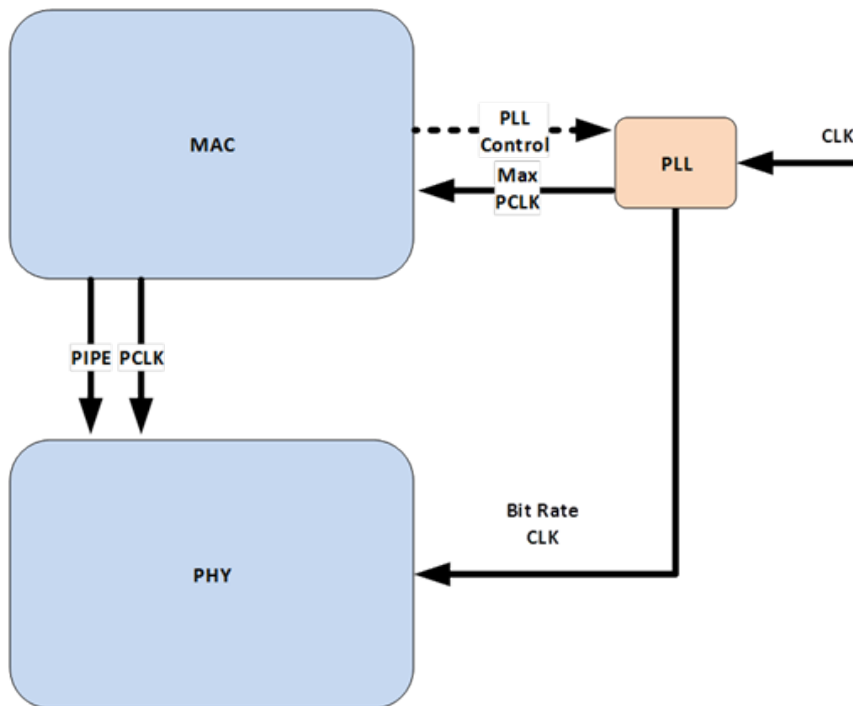 MAC
PLL
Control
Max
PCLK
PLL
CLK
PIPE
PCLK
Bit Rate
CLK
PHY